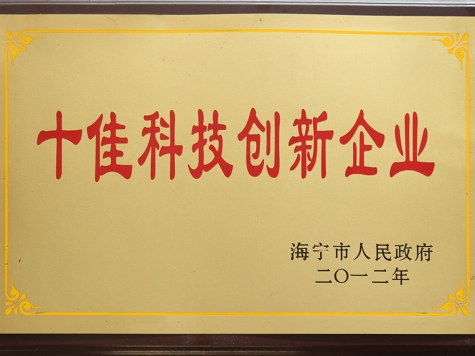 十佳科技创新企业
海宁市人民政府
二〇一二年